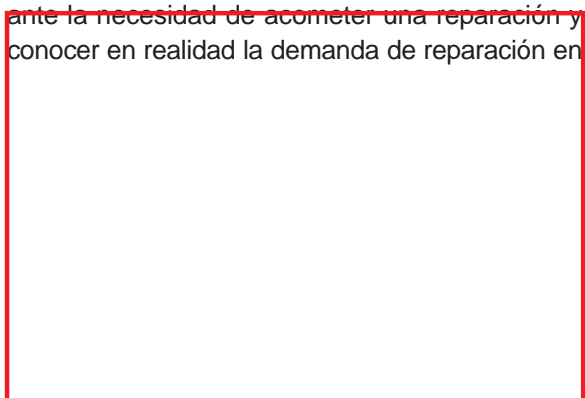 ante la necesidad de acometer una reparación y
conocer en realidad la demanda de reparación en